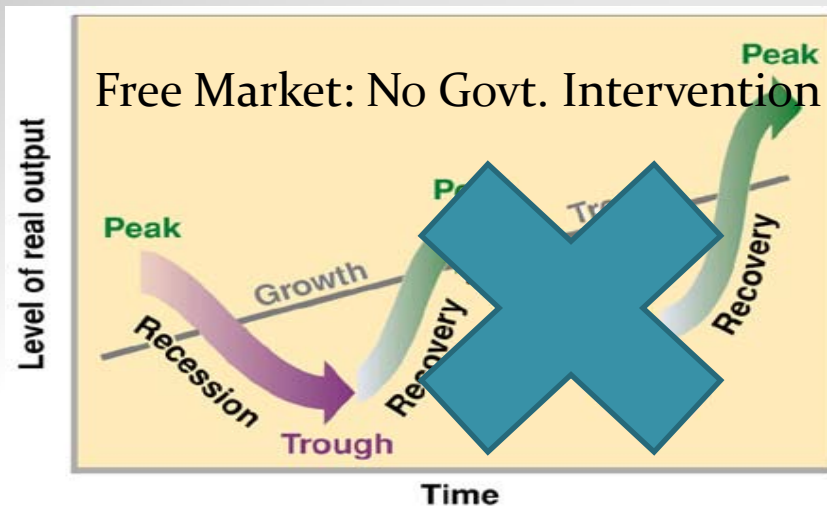 Peak
Free Market: No Govt. Intervention
Level of real output
Peak
Growth
Recession
Recovery
Recovery
Trough
Time